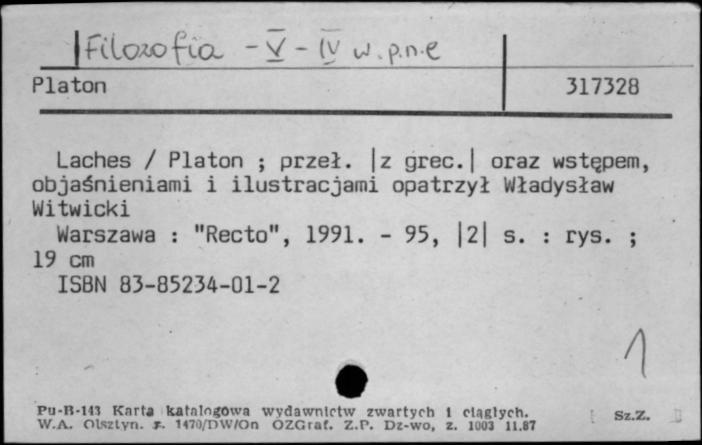 Filozofia - V - IV w. p.n.e
Platon 317328
Laches / Platon ; przeł. |z grec.| oraz wstępem,
objaśnieniami i ilustracjami opatrzył Władysław
Witwicki
Warszawa : "Recto", 1991. - 95, |2| s. : rys. ;
19 cm
ISBN 83-85234-01-2
1
Pu-B-143 Karta katalogowa wydawnictw zwartych i ciągłych. Sz.Z.
W.A. Olsztyn. z. 1470/DW/On OZGraf. Z.P. Dz-wo, z. 1003 11.87